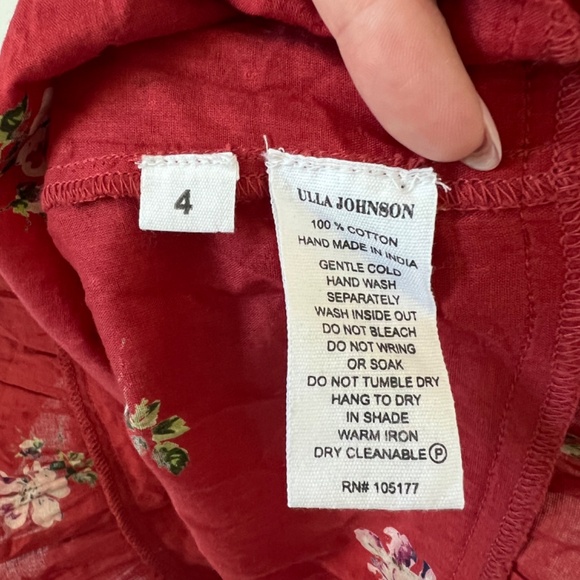 4
ULLA JOHNSON
100 % COTTON
HAND MADE IN INDIA
GENTLE COLD
HAND WASH
SEPARATELY
WASH INSIDE OUT
DO NOT BLEACH
DO NOT WRING
OR SOAK
DO NOT TUMBLE DRY
HANG TO DRY
IN SHADE
WARM IRON
DRY CLEANABLE Ⓟ
RN# 105177